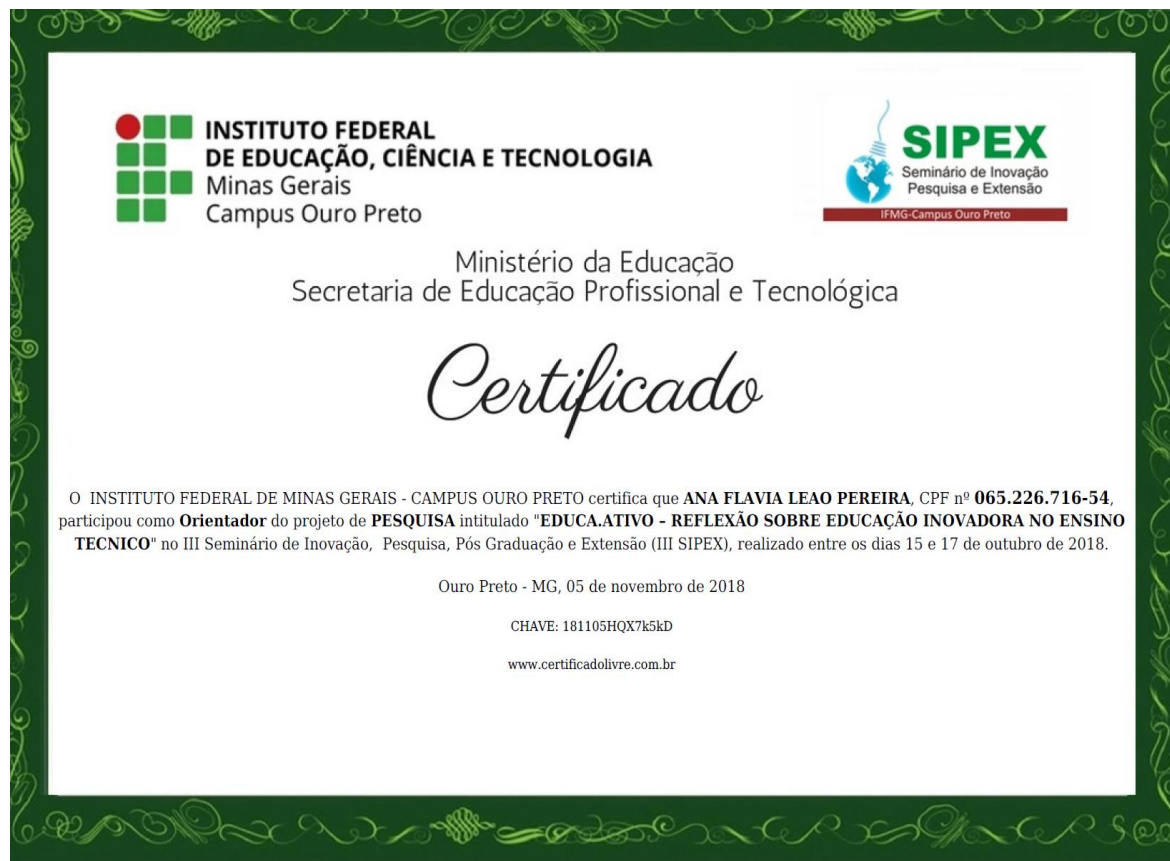 INSTITUTO FEDERAL
DE EDUCAÇÃO, CIÊNCIA E TECNOLOGIA
Minas Gerais
Campus Ouro Preto
SIPEX
Seminário de Inovação
Pesquisa e Extensão
IFMG-Campus Ouro Preto
Ministério da Educação
Secretaria de Educação Profissional e Tecnológica
Certificado
O INSTITUTO FEDERAL DE MINAS GERAIS - CAMPUS OURO PRETO certifica que ANA FLAVIA LEAO PEREIRA, CPF nº 065.226.716-54,
participou como Orientador do projeto de PESQUISA intitulado "EDUCA.ATIVO – REFLEXÃO SOBRE EDUCAÇÃO INOVADORA NO ENSINO
TECNICO" no III Seminário de Inovação, Pesquisa, Pós Graduação e Extensão (III SIPEX), realizado entre os dias 15 e 17 de outubro de 2018.
Ouro Preto - MG, 05 de novembro de 2018
CHAVE: 181105HQX7k5kD
www.certificadolivre.com.br